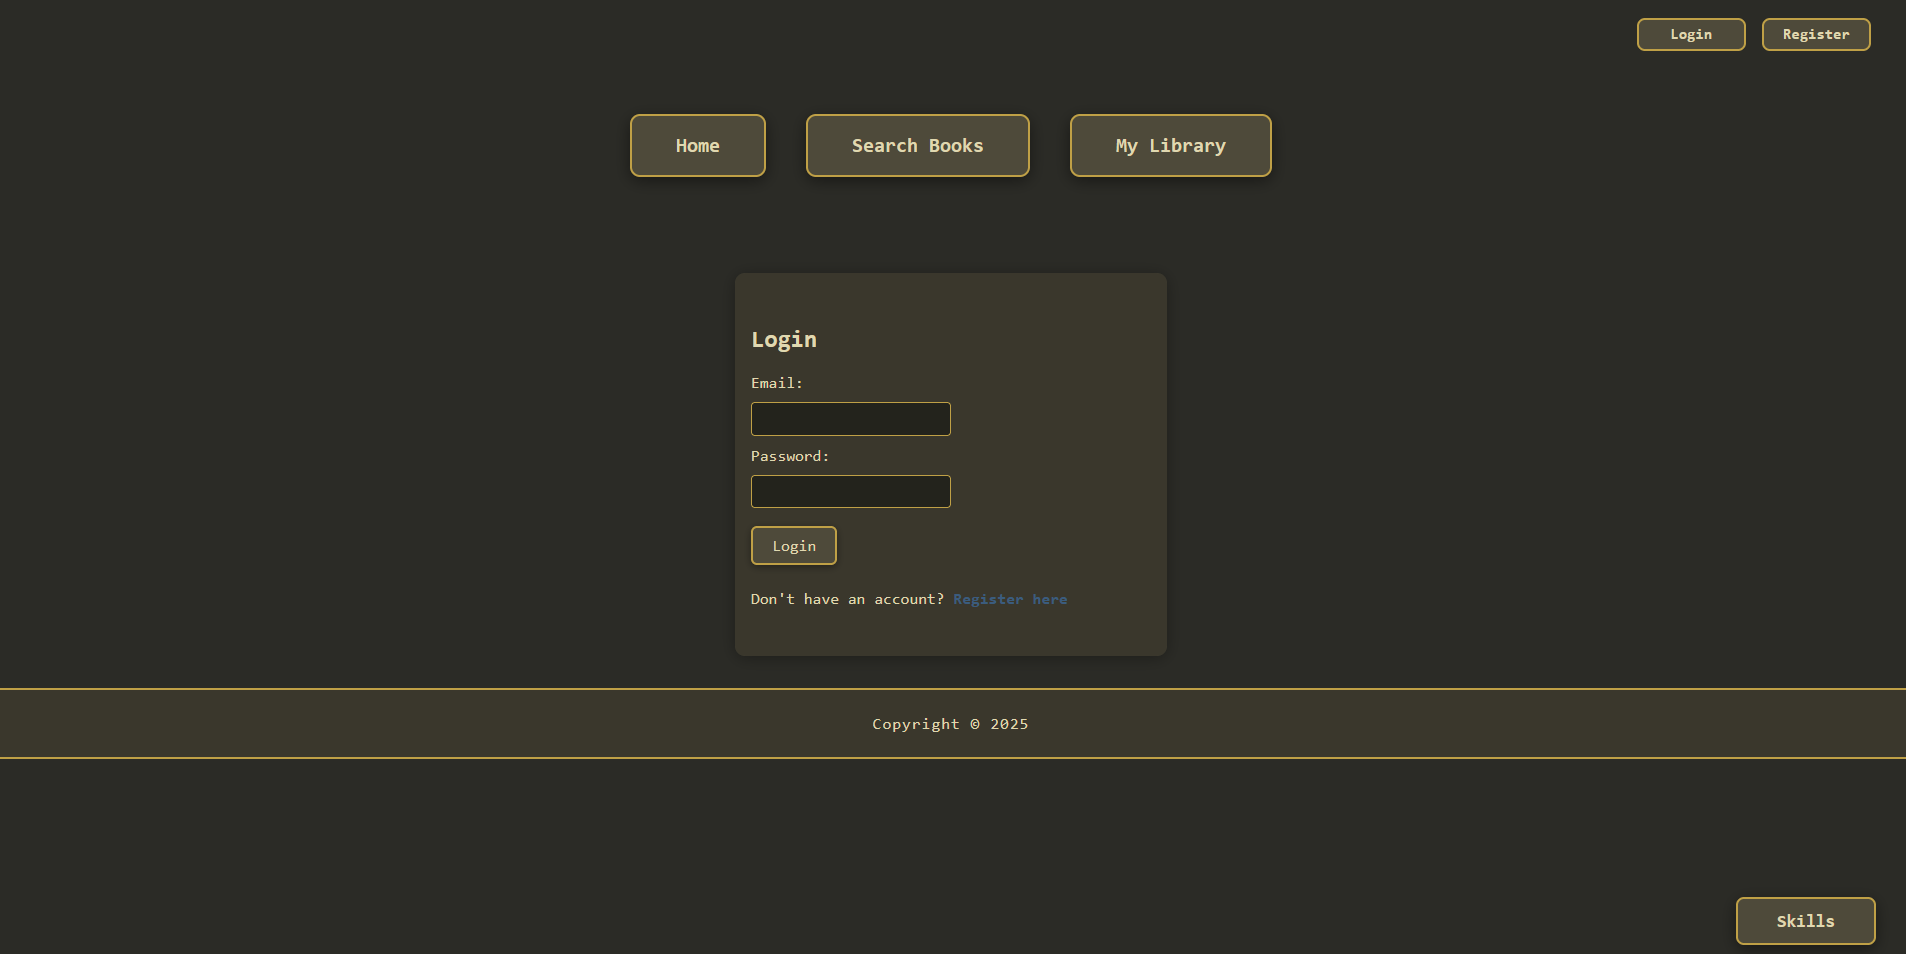 Login Register
Home Search Books My Library
Login
Email:
Password:
Login
Don't have an account? Register here
Copyright © 2025
Skills